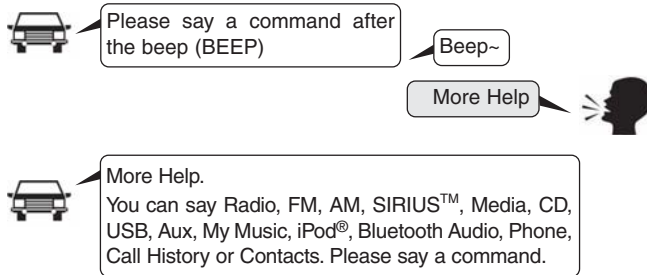 Please say a command after
the beep (BEEP)
Beep~
More Help
More Help.
You can say Radio, FM, AM, SIRIUS™, Media, CD,
USB, Aux, My Music, iPod®, Bluetooth Audio, Phone,
Call History or Contacts. Please say a command.